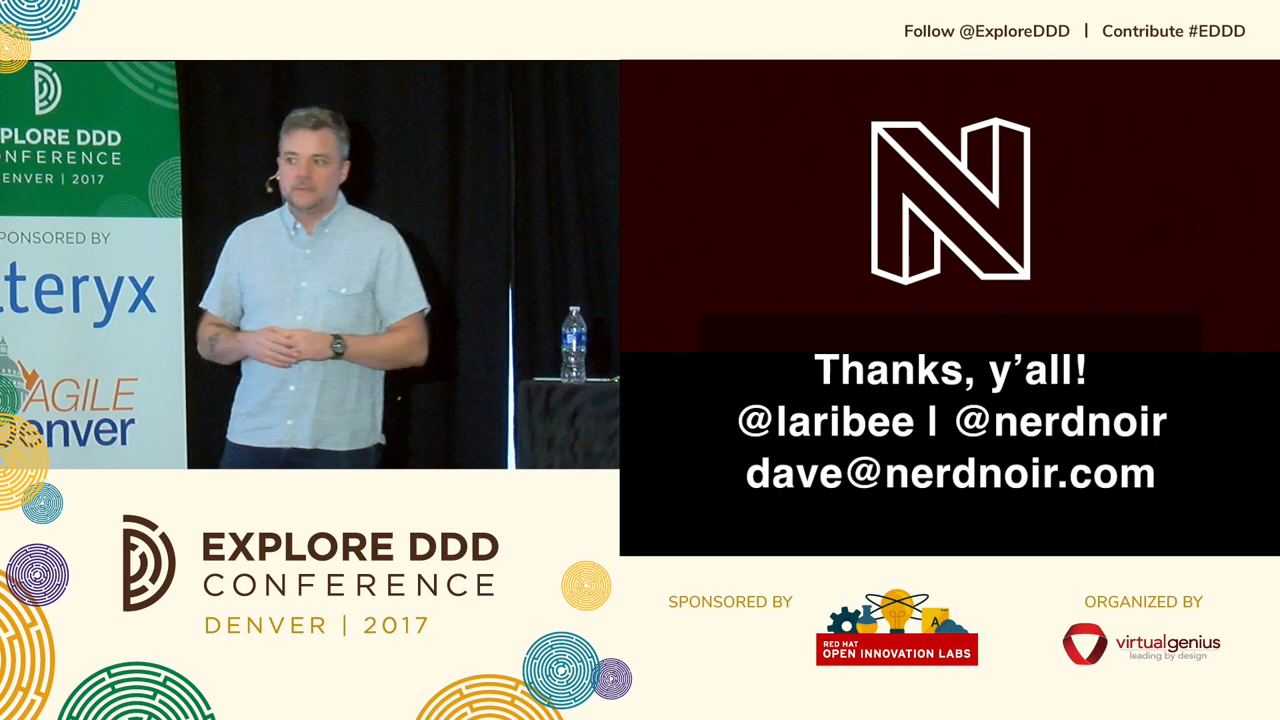 Follow @ExploreDDD | Contribute #EDDD
PLORE DDD
ONFERENCE
ENVER | 2017
PONSORED BY
teryx
AGILE
enver
Thanks, y’all!
@laribee | @nerdnoir
dave@nerdnoir.com
EXPLORE DDD
CONFERENCE
DENVER | 2017
SPONSORED BY
A
RED HAT
OPEN INNOVATION LABS
ORGANIZED BY
virtualgenius
leading by design